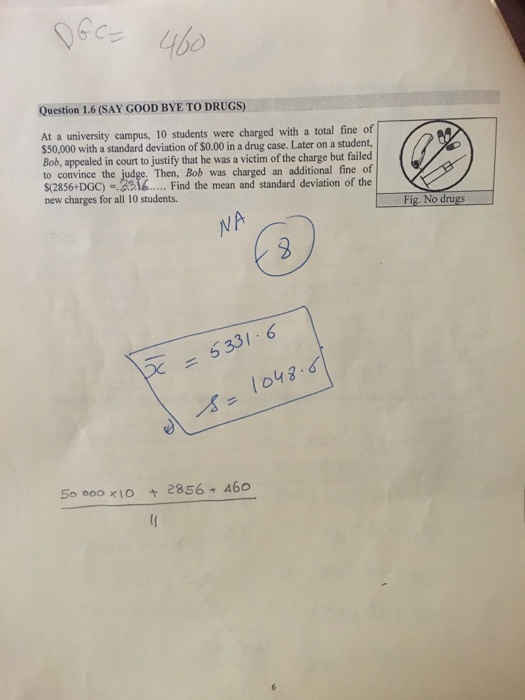 DGC= 460
Question 1.6 (SAY GOOD BYE TO DRUGS)
At a university campus, 10 students were charged with a total fine of
$50,000 with a standard deviation of $0.00 in a drug case. Later on a student,
Bob, appealed in court to justify that he was a victim of the charge but failed
to convince the judge. Then, Bob was charged an additional fine of
$(2856+DGC) =.3316..... Find the mean and standard deviation of the
new charges for all 10 students.
Fig. No drugs
NA
-8
x̄ = 5331.6
s = 1048.6
50 000 x 10 + 2856 + 460
11
6